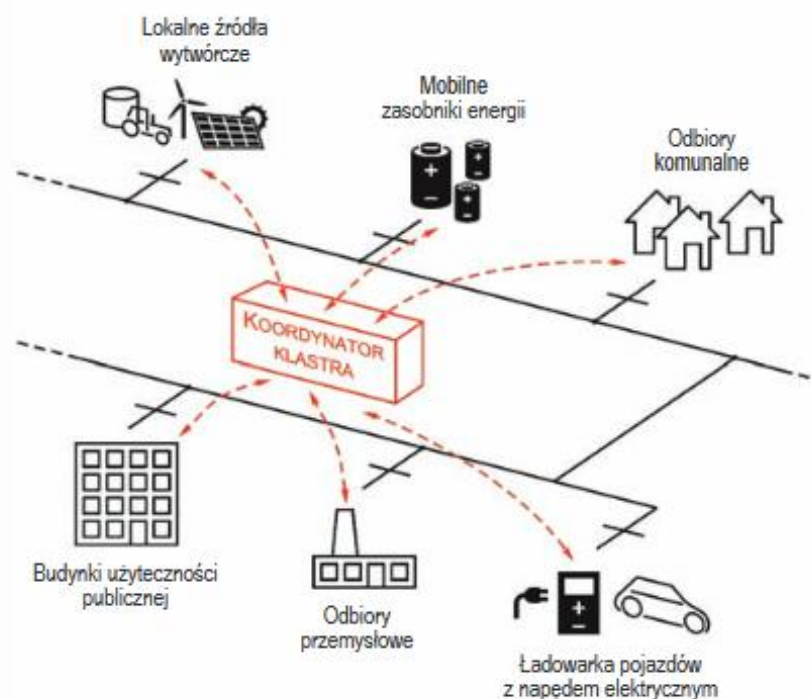 Lokalne źródła
wytwórcze
Mobilne
zasobniki energii
Odbiory
komunalne
KOORDYNATOR
KLASTRA
Budynki użyteczności
publicznej
Odbiory
przemysłowe
Ładowarka pojazdów
z napędem elektrycznym